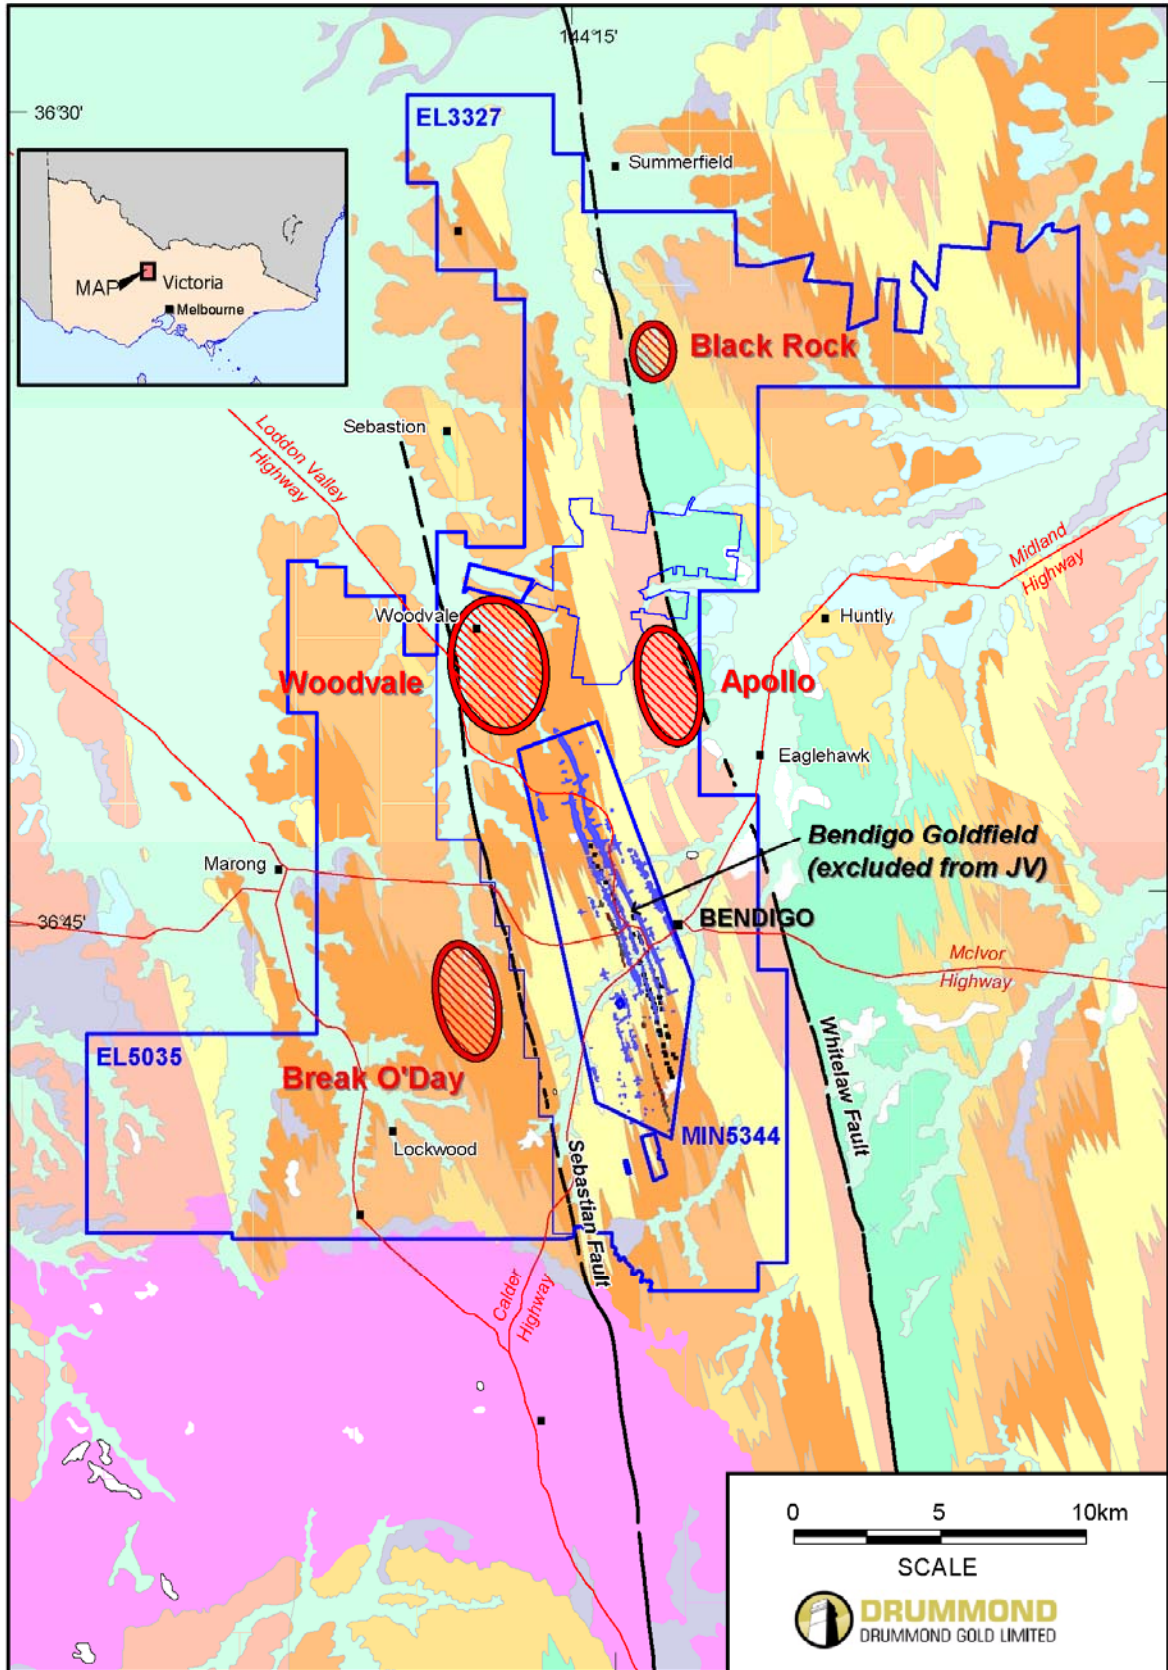 144°15'
36°30'
EL3327
Summerfield
MAP
Victoria
Melbourne
Black Rock
Sebastion
Loddon Valley
Highway
Midland
Highway
Woodvale
Huntly
Woodvale
Apollo
Eaglehawk
Bendigo Goldfield
(excluded from JV)
Marong
36°45'
BENDIGO
McIvor
Highway
EL5035
Break O'Day
Whitelaw Fault
MIN5344
Lockwood
Sebastian Fault
Calder
Highway
0 5 10km
SCALE
DRUMMOND
DRUMMOND GOLD LIMITED